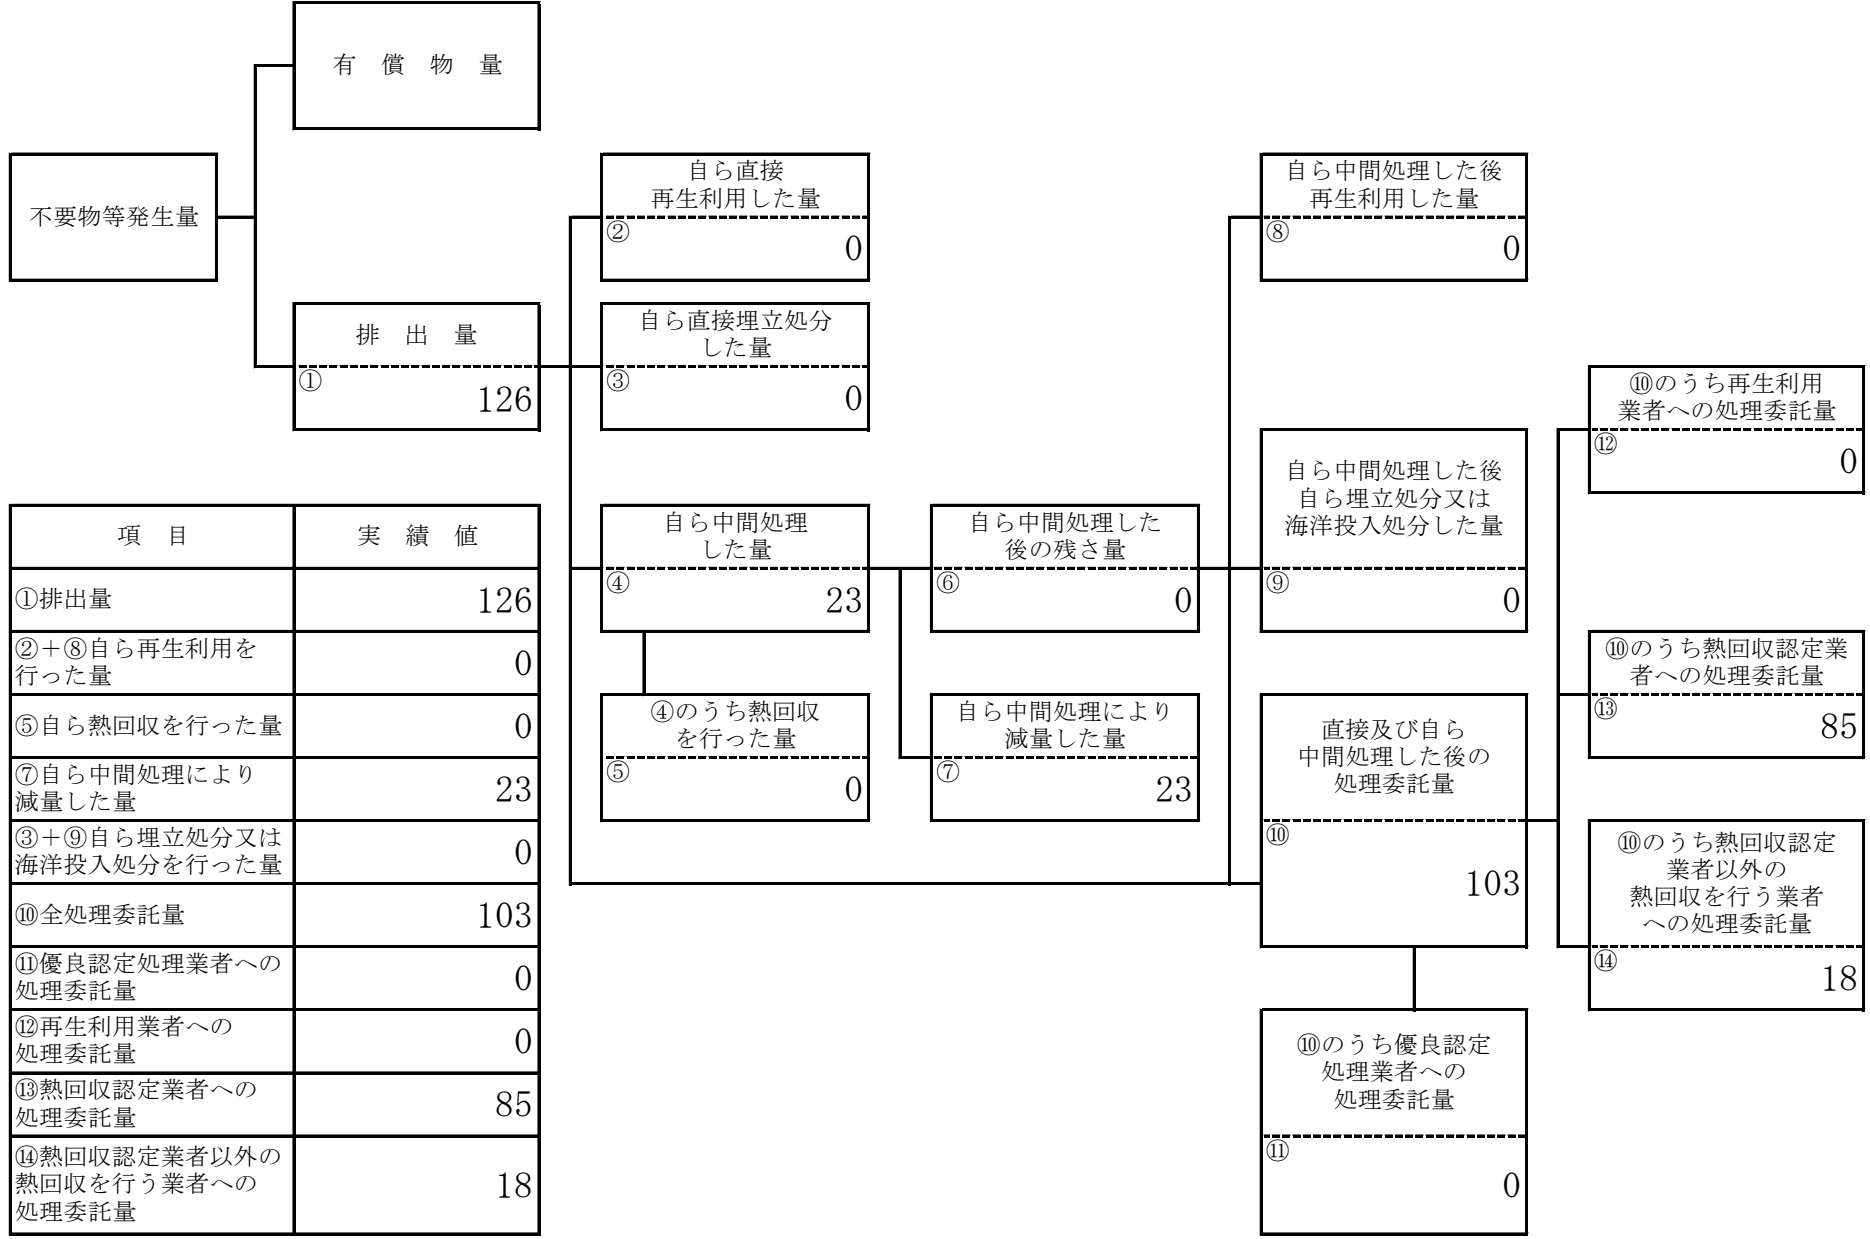 有　償　物　量
不要物等発生量
排　出　量
①
126
自ら直接
再生利用した量
②
0
自ら直接埋立処分
した量
③
0
自ら中間処理
した量
④
23
④のうち熱回収
を行った量
⑤
0
自ら中間処理した
後の残さ量
⑥
0
自ら中間処理により
減量した量
⑦
23
自ら中間処理した後
再生利用した量
⑧
0
自ら中間処理した後
自ら埋立処分又は
海洋投入処分した量
⑨
0
直接及び自ら
中間処理した後の
処理委託量
⑩
103
⑩のうち優良認定
処理業者への
処理委託量
⑪
0
⑩のうち再生利用
業者への処理委託量
⑫
0
⑩のうち熱回収認定業
者への処理委託量
⑬
85
⑩のうち熱回収認定
業者以外の
熱回収を行う業者
への処理委託量
⑭
18
項　目
実　績　値
①排出量
126
②＋⑧自ら再生利用を
行った量
0
⑤自ら熱回収を行った量
0
⑦自ら中間処理により
減量した量
23
③＋⑨自ら埋立処分又は
海洋投入処分を行った量
0
⑩全処理委託量
103
⑪優良認定処理業者への
処理委託量
0
⑫再生利用業者への
処理委託量
0
⑬熱回収認定業者への
処理委託量
85
⑭熱回収認定業者以外の
熱回収を行う業者への
処理委託量
18